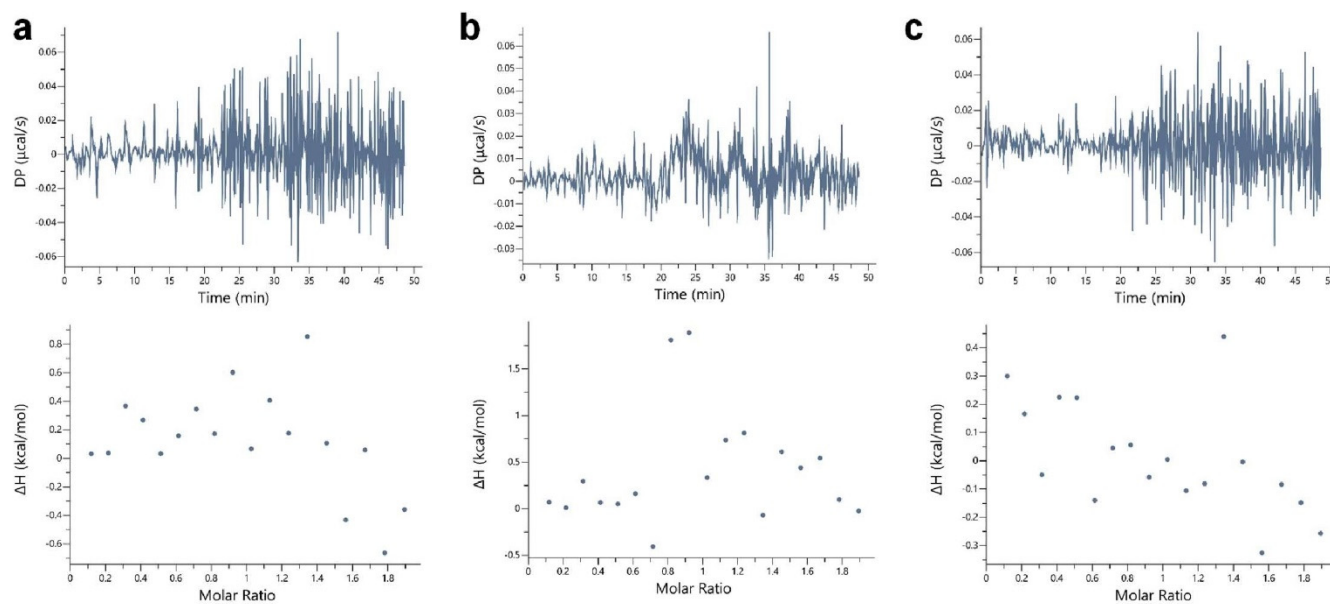 a
0.06
0.04
0.02
0
-0.02
-0.04
-0.06
DP (µcal/s)
0 5 10 15 20 25 30 35 40 45 50
Time (min)
b
0.06
0.05
0.04
0.03
0.02
0.01
0
-0.01
-0.02
-0.03
DP (µcal/s)
0 5 10 15 20 25 30 35 40 45 50
Time (min)
c
0.06
0.04
0.02
0
-0.02
-0.04
-0.06
DP (µcal/s)
0 5 10 15 20 25 30 35 40 45 50
Time (min)
0.8
0.6
0.4
0.2
0
-0.2
-0.4
-0.6
ΔH (kcal/mol)
0 0.2 0.4 0.6 0.8 1 1.2 1.4 1.6 1.8
Molar Ratio
1.5
1
0.5
0
-0.5
ΔH (kcal/mol)
0 0.2 0.4 0.6 0.8 1 1.2 1.4 1.6 1.8
Molar Ratio
0.4
0.3
0.2
0.1
0
-0.1
-0.2
-0.3
ΔH (kcal/mol)
0 0.2 0.4 0.6 0.8 1 1.2 1.4 1.6 1.8
Molar Ratio